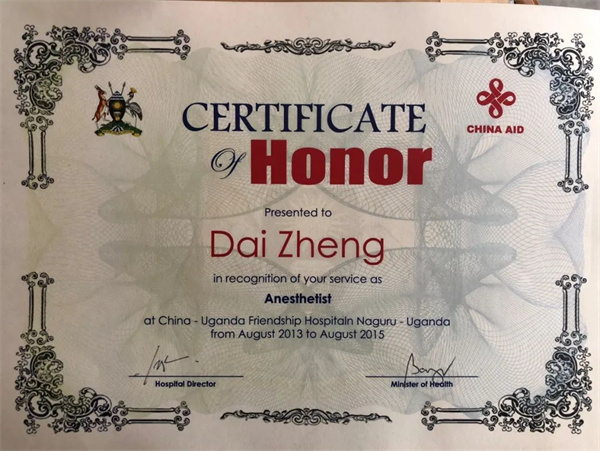 CERTIFICATE
Of Honor
CHINA AID
Presented to
Dai Zheng
in recognition of your service as
Anesthetist
at China - Uganda Friendship Hospitaln Naguru - Uganda
from August 2013 to August 2015
Hospital Director
Minister of Health